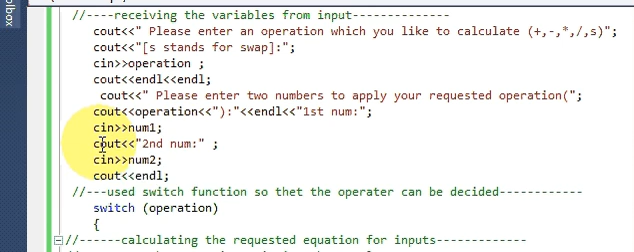 olbox
//----receiving the variables from input--------------
cout<<" Please enter an operation which you like to calculate (+,-,*,/,s)";
cout<<"[s stands for swap]:";
cin>>operation ;
cout<<endl<<endl;
cout<<" Please enter two numbers to apply your requested operation(";
cout<<operation<<"):"<<endl<<"1st num:";
cin>>num1;
cout<<"2nd num:" ;
cin>>num2;
cout<<endl;
//---used switch function so thet the operater can be decided------------
switch (operation)
{
//------calculating the requested equation for inputs-------------